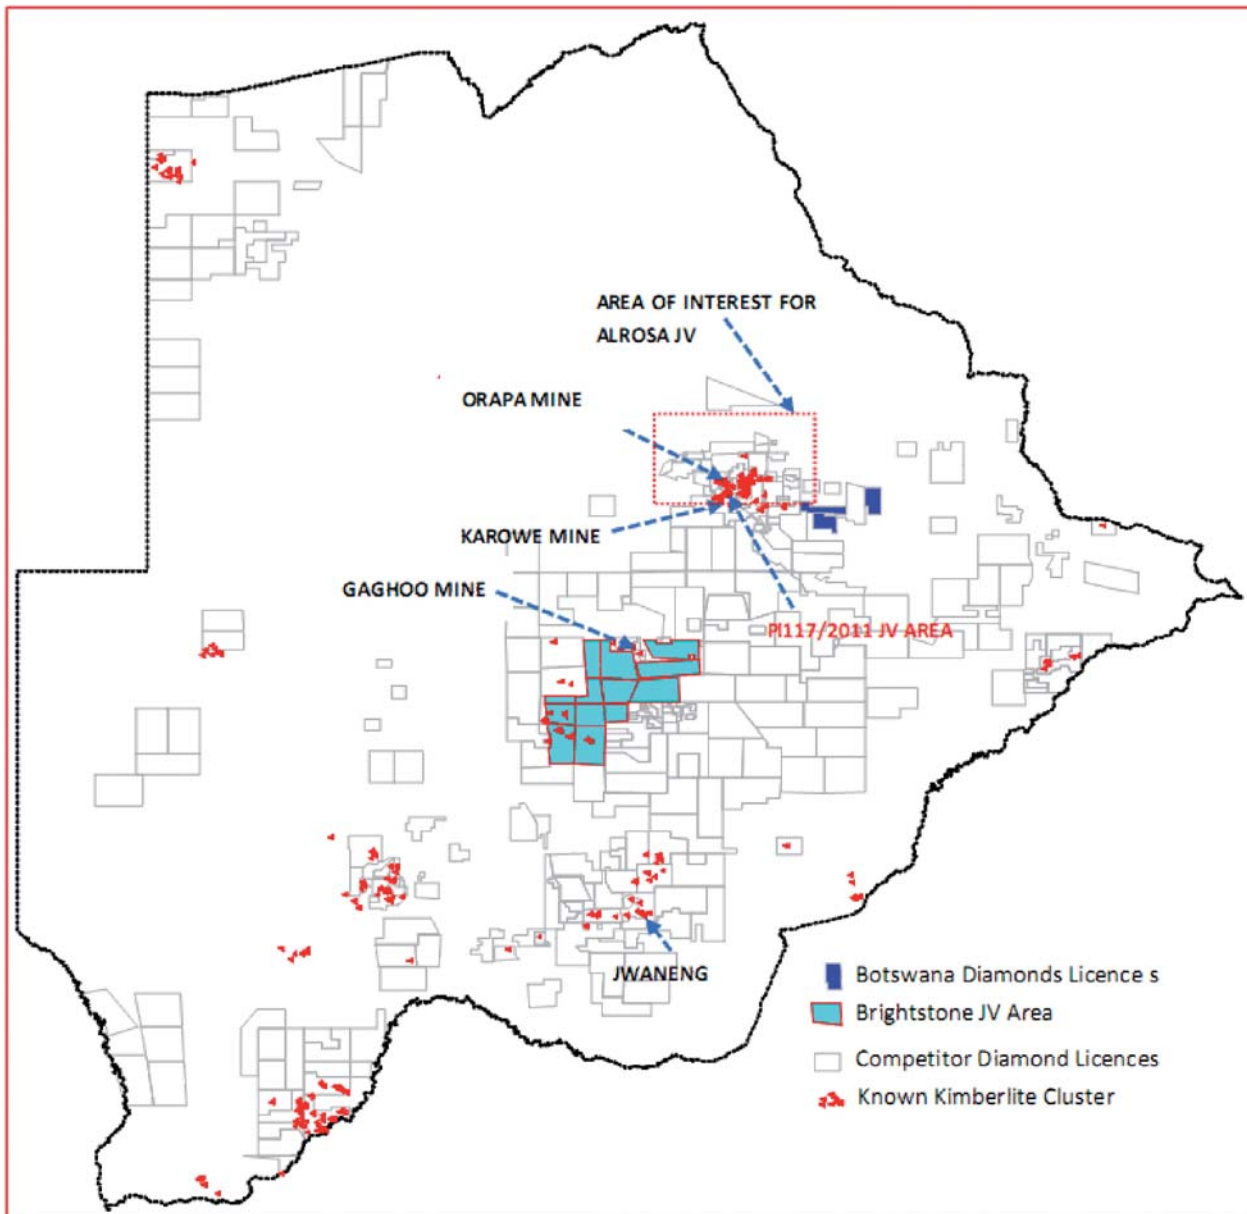 AREA OF INTEREST FOR
ALROSA JV
ORAPA MINE
KAROWE MINE
GAGHOO MINE
PI117/2011 JV AREA
JWANENG
Botswana Diamonds Licence s
Brightstone JV Area
Competitor Diamond Licences
Known Kimberlite Cluster